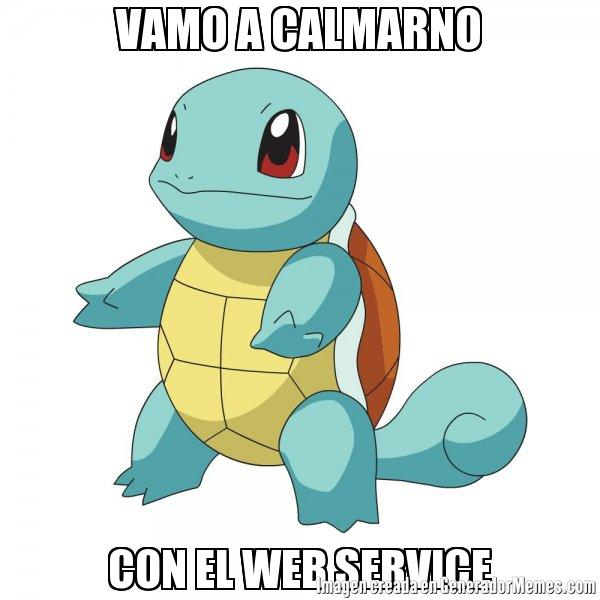 VAMO A CALMARNO
CON EL WEB SERVICE
Imagen creada en GeneradorMemes.com